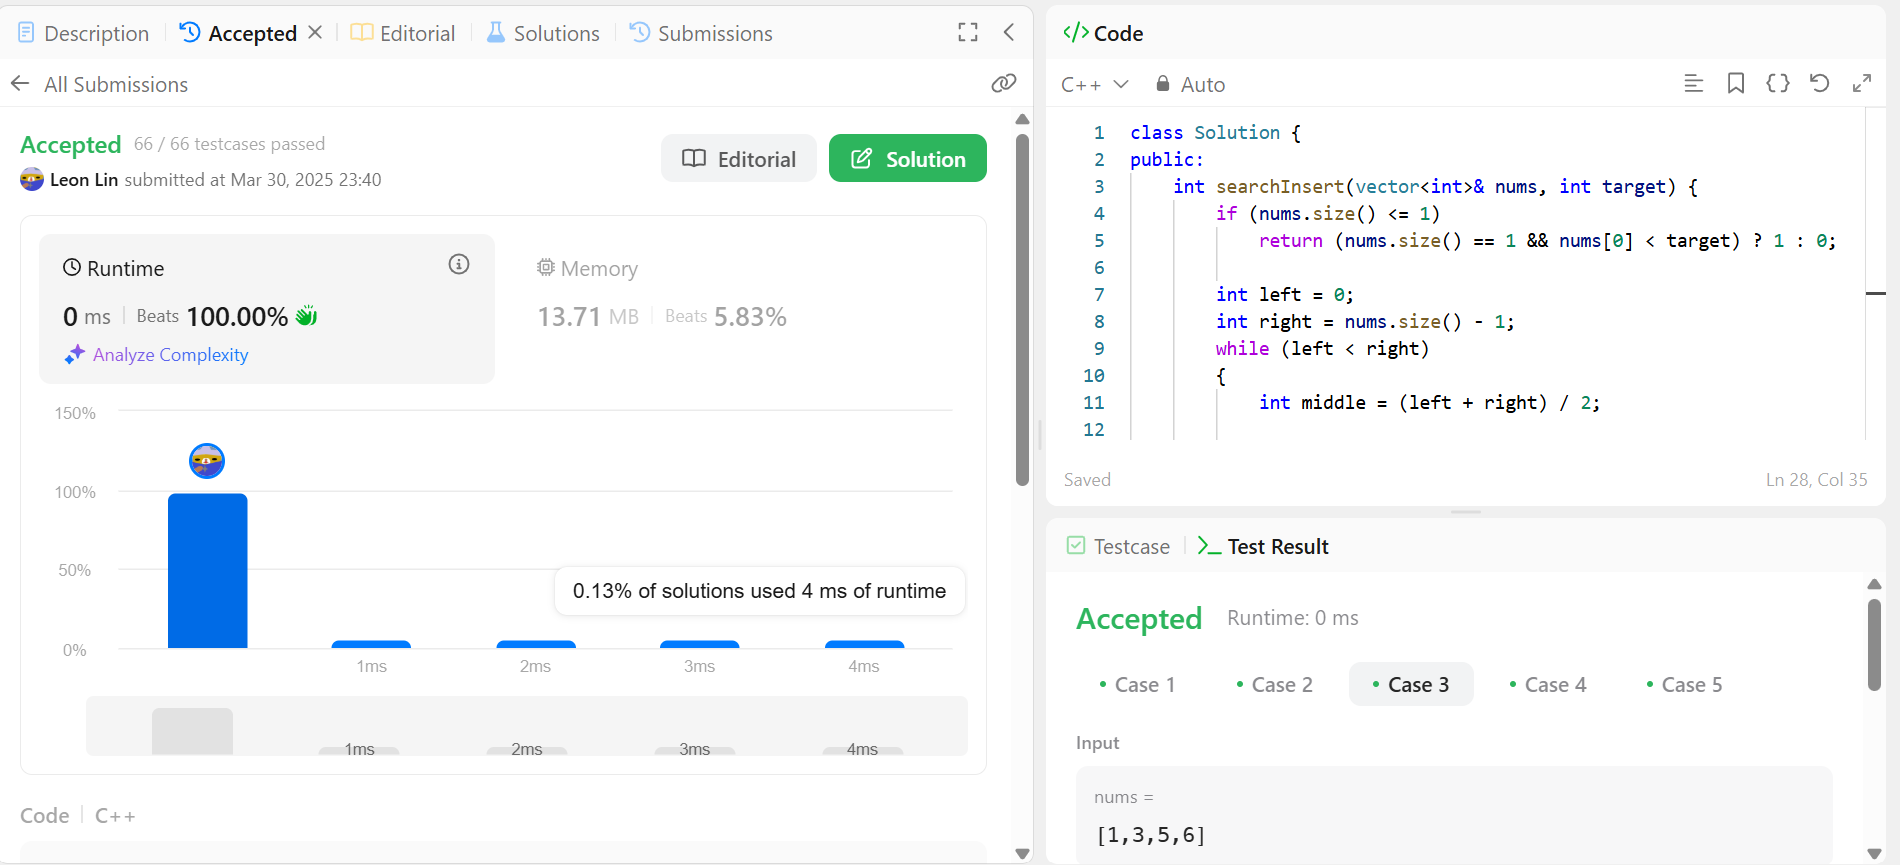 Description
Accepted
Editorial
Solutions
Submissions
All Submissions
Accepted 66 / 66 testcases passed
Leon Lin submitted at Mar 30, 2025 23:40
Editorial
Solution
Runtime
0 ms Beats 100.00%
Analyze Complexity
Memory
13.71 MB Beats 5.83%
150%
100%
50%
0%
0.13% of solutions used 4 ms of runtime
1ms 2ms 3ms 4ms
1ms 2ms 3ms 4ms
Code C++
</> Code
C++ Auto
1 class Solution {
2 public:
3 int searchInsert(vector<int>& nums, int target) {
4 if (nums.size() <= 1)
5 return (nums.size() == 1 && nums[0] < target) ? 1 : 0;
6
7 int left = 0;
8 int right = nums.size() - 1;
9 while (left < right)
10 {
11 int middle = (left + right) / 2;
12
Saved
Ln 28, Col 35
Testcase
Test Result
Accepted Runtime: 0 ms
Case 1 Case 2 Case 3 Case 4 Case 5
Input
nums =
[1,3,5,6]